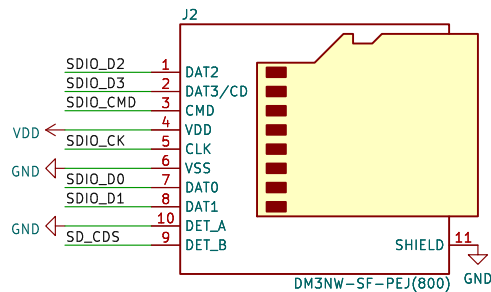 J2
SDIO_D2 1 DAT2
SDIO_D3 2 DAT3/CD
SDIO_CMD 3 CMD
VDD 4 VDD
SDIO_CK 5 CLK
GND 6 VSS
SDIO_D0 7 DAT0
SDIO_D1 8 DAT1
GND 10 DET_A
SD_CDS 9 DET_B
SHIELD 11
DM3NW-SF-PEJ(800)
GND